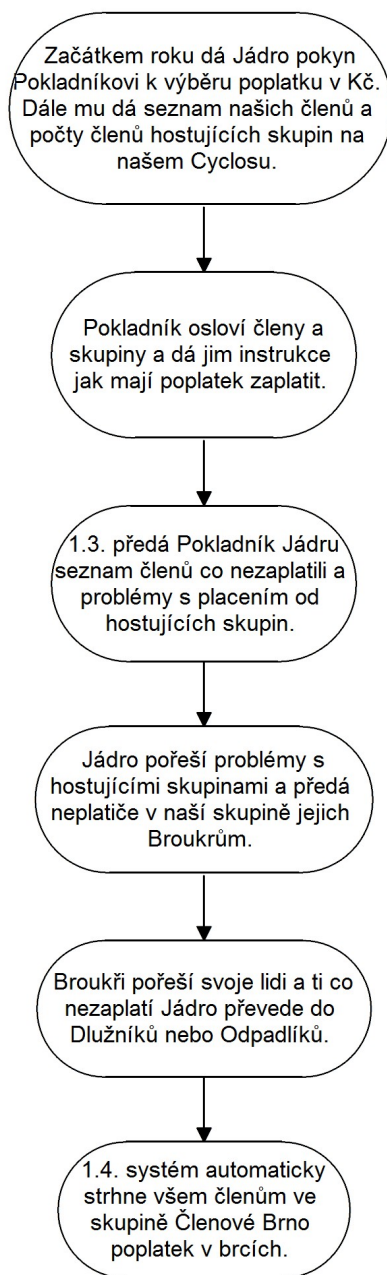 Začátkem roku dá Jádro pokyn
Pokladníkovi k výběru poplatku v Kč.
Dále mu dá seznam našich členů a
počty členů hostujících skupin na
našem Cyclosu.
Pokladník osloví členy a
skupiny a dá jim instrukce
jak mají poplatek zaplatit.
1.3. předá Pokladník Jádru
seznam členů co nezaplatili a
problémy s placením od
hostujících skupin.
Jádro pořeší problémy s
hostujícími skupinami a předá
neplatiče v naší skupině jejich
Broukrům.
Broukři pořeší svoje lidi a ti co
nezaplatí Jádro převede do
Dlužníků nebo Odpadlíků.
1.4. systém automaticky
strhne všem členům ve
skupině Členové Brno
poplatek v brcích.